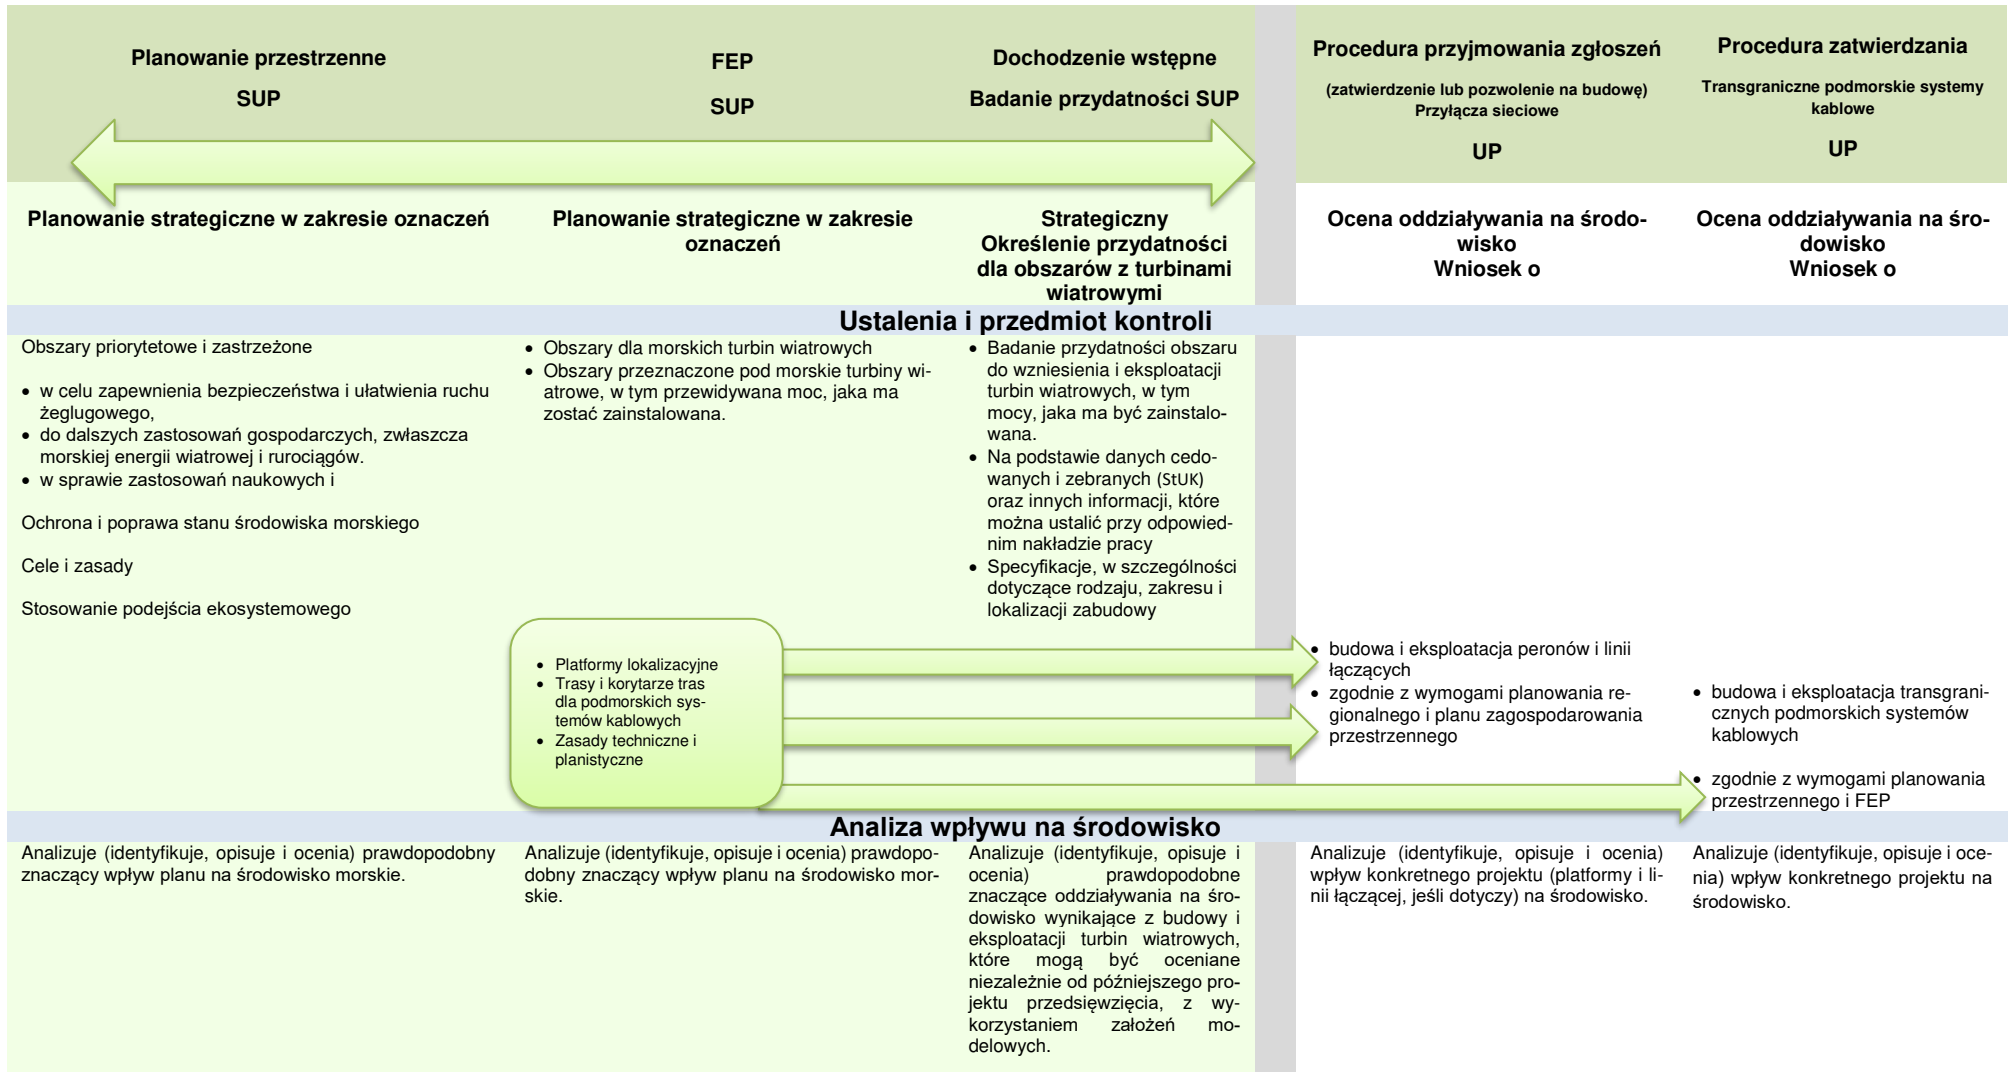 Planowanie przestrzenne
SUP
FEP
SUP
Dochodzenie wstępne
Badanie przydatności SUP
Procedura przyjmowania zgłoszeń
(zatwierdzenie lub pozwolenie na budowę)
Przyłącza sieciowe
UP
Procedura zatwierdzania
Transgraniczne podmorskie systemy
kablowe
UP
Planowanie strategiczne w zakresie oznaczeń
Planowanie strategiczne w zakresie
oznaczeń
Strategiczny
Określenie przydatności
dla obszarów z turbinami
wiatrowymi
Ocena oddziaływania na środo-
wisko
Wniosek o
Ocena oddziaływania na śro-
dowisko
Wniosek o
Ustalenia i przedmiot kontroli
Obszary priorytetowe i zastrzeżone
• w celu zapewnienia bezpieczeństwa i ułatwienia ruchu
żeglugowego,
• do dalszych zastosowań gospodarczych, zwłaszcza
morskiej energii wiatrowej i rurociągów.
• w sprawie zastosowań naukowych i
Ochrona i poprawa stanu środowiska morskiego
Cele i zasady
Stosowanie podejścia ekosystemowego
• Obszary dla morskich turbin wiatrowych
• Obszary przeznaczone pod morskie turbiny wi-
atrowe, w tym przewidywana moc, jaka ma
zostać zainstalowana.
• Platformy lokalizacyjne
• Trasy i korytarze tras
dla podmorskich sys-
temów kablowych
• Zasady techniczne i
planistyczne
• Badanie przydatności obszaru
do wzniesienia i eksploatacji
turbin wiatrowych, w tym
mocy, jaka ma być zainstalo-
wana.
• Na podstawie danych cedo-
wanych i zebranych (StUK)
oraz innych informacji, które
można ustalić przy odpowied-
nim nakładzie pracy
• Specyfikacje, w szczególności
dotyczące rodzaju, zakresu i
lokalizacji zabudowy
• budowa i eksploatacja peronów i linii
łączących
• zgodnie z wymogami planowania re-
gionalnego i planu zagospodarowania
przestrzennego
• budowa i eksploatacja transgrani-
cznych podmorskich systemów
kablowych
• zgodnie z wymogami planowania
przestrzennego i FEP
Analiza wpływu na środowisko
Analizuje (identyfikuje, opisuje i ocenia) prawdopodobny
znaczący wpływ planu na środowisko morskie.
Analizuje (identyfikuje, opisuje i ocenia) prawdopo-
dobny znaczący wpływ planu na środowisko mor-
skie.
Analizuje (identyfikuje, opisuje i
ocenia) prawdopodobne
znaczące oddziaływania na śro-
dowisko wynikające z budowy i
eksploatacji turbin wiatrowych,
które mogą być oceniane
niezależnie od późniejszego pro-
jektu przedsięwzięcia, z wy-
korzystaniem założeń mo-
delowych.
Analizuje (identyfikuje, opisuje i ocenia)
wpływ konkretnego projektu (platformy i li-
nii łączącej, jeśli dotyczy) na środowisko.
Analizuje (identyfikuje, opisuje i oce-
nia) wpływ konkretnego projektu na
środowisko.